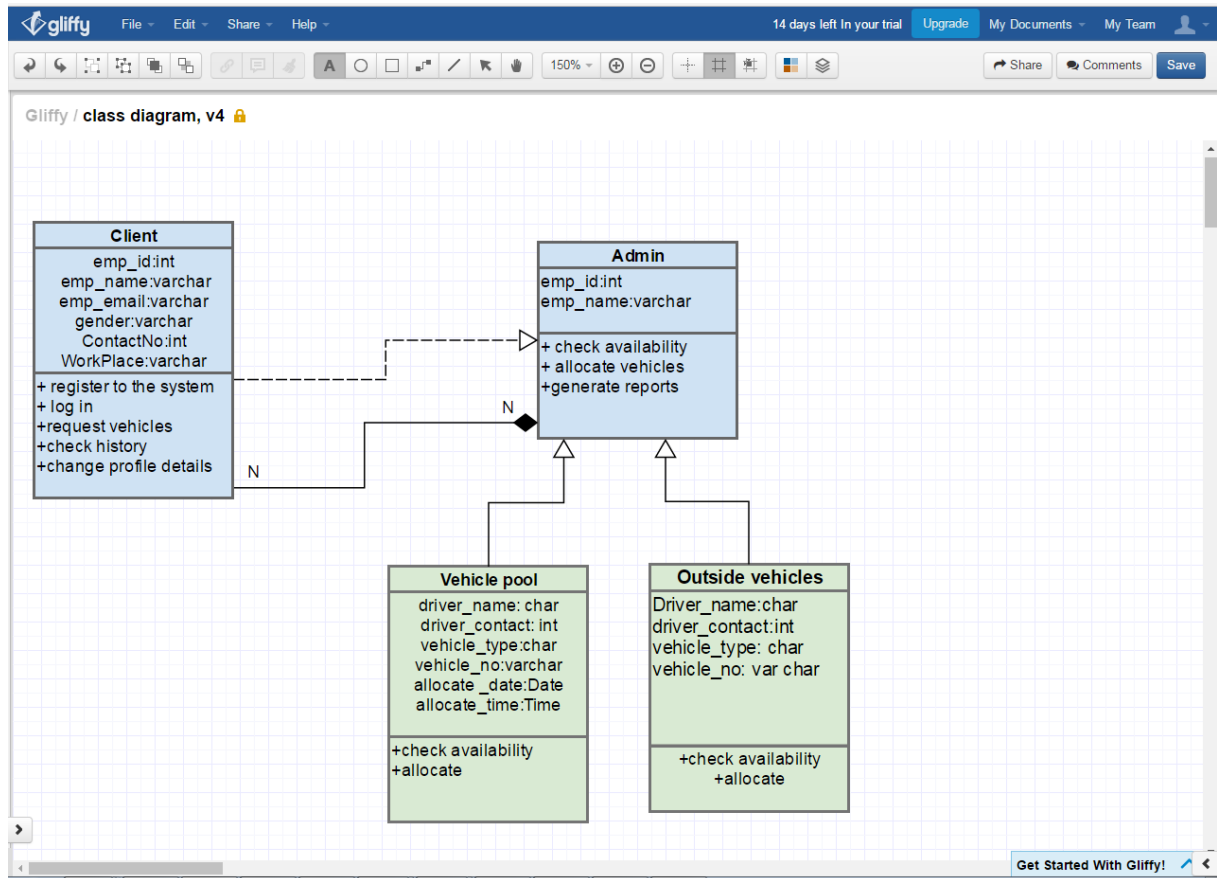 gliffy File Edit Share Help 14 days left In your trial Upgrade My Documents My Team
A 150% Share Comments Save
Gliffy / class diagram, v4
Client
emp_id:int
emp_name:varchar
emp_email:varchar
gender:varchar
ContactNo:int
WorkPlace:varchar
+ register to the system
+ log in
+request vehicles
+check history
+change profile details
N
N
Admin
emp_id:int
emp_name:varchar
+ check availability
+ allocate vehicles
+generate reports
Vehicle pool
driver_name: char
driver_contact: int
vehicle_type:char
vehicle_no:varchar
allocate _date:Date
allocate_time:Time
+check availability
+allocate
Outside vehicles
Driver_name:char
driver_contact:int
vehicle_type: char
vehicle_no: var char
+check availability
+allocate
Get Started With Gliffy!